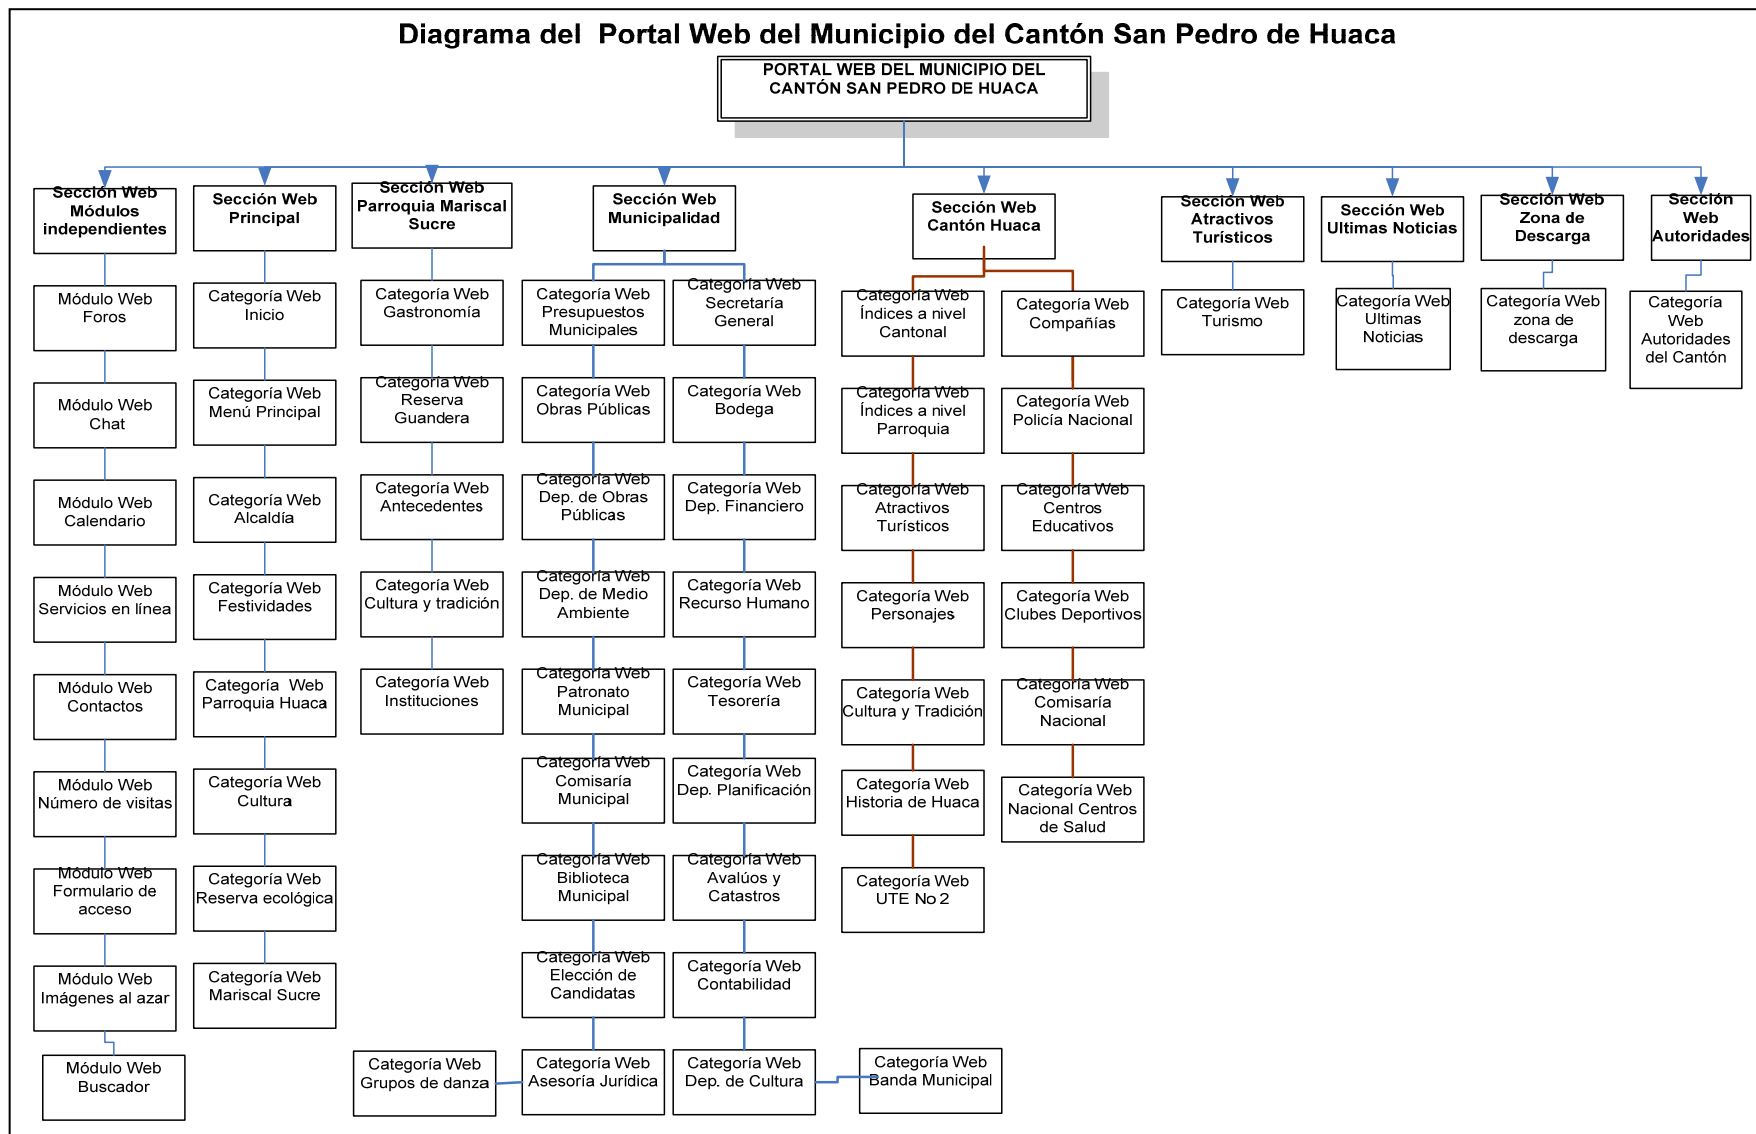 Diagrama del Portal Web del Municipio del Cantón San Pedro de Huaca
PORTAL WEB DEL MUNICIPIO DEL
CANTÓN SAN PEDRO DE HUACA
Sección Web
Módulos
independientes
Módulo Web
Foros
Módulo Web
Chat
Módulo Web
Calendario
Módulo Web
Servicios en línea
Módulo Web
Contactos
Módulo Web
Número de visitas
Módulo Web
Formulario de
acceso
Módulo Web
Imágenes al azar
Módulo Web
Buscador
Sección Web
Principal
Categoría Web
Inicio
Categoría Web
Menú Principal
Categoría Web
Alcaldía
Categoría Web
Festividades
Categoría Web
Parroquia Huaca
Categoría Web
Cultura
Categoría Web
Reserva ecológica
Categoría Web
Mariscal Sucre
Sección Web
Parroquia Mariscal
Sucre
Categoría Web
Gastronomía
Categoría Web
Reserva
Guandera
Categoría Web
Antecedentes
Categoría Web
Cultura y tradición
Categoría Web
Instituciones
Sección Web
Municipalidad
Categoría Web
Presupuestos
Municipales
Categoría Web
Obras Públicas
Categoría Web
Dep. de Obras
Públicas
Categoría Web
Dep. de Medio
Ambiente
Categoría Web
Patronato
Municipal
Categoría Web
Comisaría
Municipal
Categoría Web
Biblioteca
Municipal
Categoría Web
Elección de
Candidatas
Categoría Web
Asesoría Jurídica
Categoría Web
Grupos de danza
Categoría Web
Secretaría
General
Categoría Web
Bodega
Categoría Web
Dep. Financiero
Categoría Web
Recurso Humano
Categoría Web
Tesorería
Categoría Web
Dep. Planificación
Categoría Web
Avalúos y
Catastros
Categoría Web
Contabilidad
Categoría Web
Dep. de Cultura
Categoría Web
Banda Municipal
Sección Web
Cantón Huaca
Categoría Web
Índices a nivel
Cantonal
Categoría Web
Índices a nivel
Parroquia
Categoría Web
Atractivos
Turísticos
Categoría Web
Personajes
Categoría Web
Cultura y Tradición
Categoría Web
Historia de Huaca
Categoría Web
UTE No 2
Categoría Web
Compañías
Categoría Web
Policía Nacional
Categoría Web
Centros
Educativos
Categoría Web
Clubes Deportivos
Categoría Web
Comisaría
Nacional
Categoría Web
Nacional Centros
de Salud
Sección Web
Atractivos
Turísticos
Categoría Web
Turismo
Sección Web
Ultimas Noticias
Categoría Web
Ultimas
Noticias
Sección Web
Zona de
Descarga
Categoría Web
zona de
descarga
Sección
Web
Autoridades
Categoría
Web
Autoridades
del Cantón